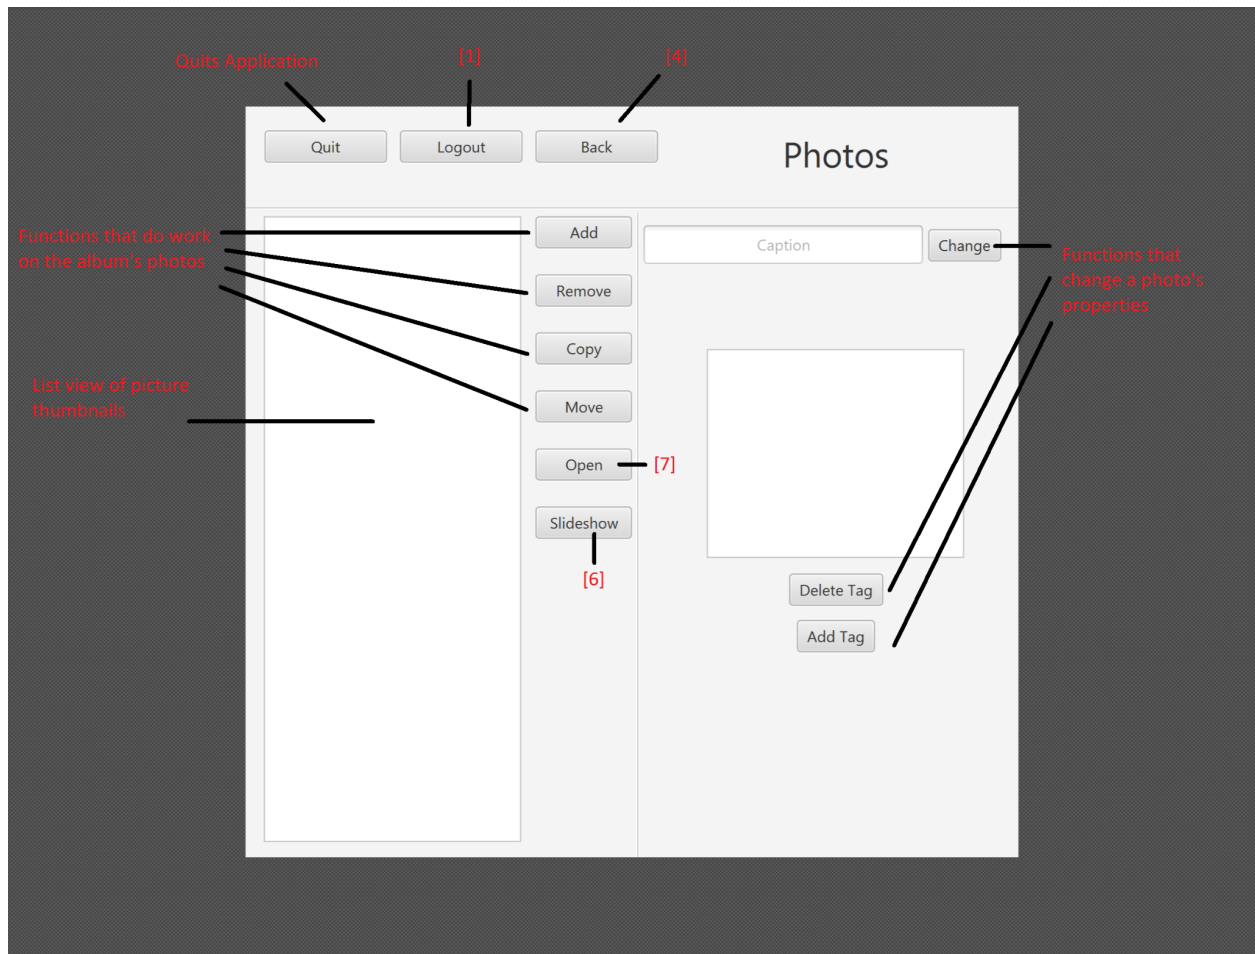 Quits Application
[1]
[4]
Quit
Logout
Back
Photos
Functions that do work
on the album's photos
Add
Remove
Copy
Move
Open
[7]
Slideshow
[6]
List view of picture
thumbnails
Caption
Change
Functions that
change a photo's
properties
Delete Tag
Add Tag